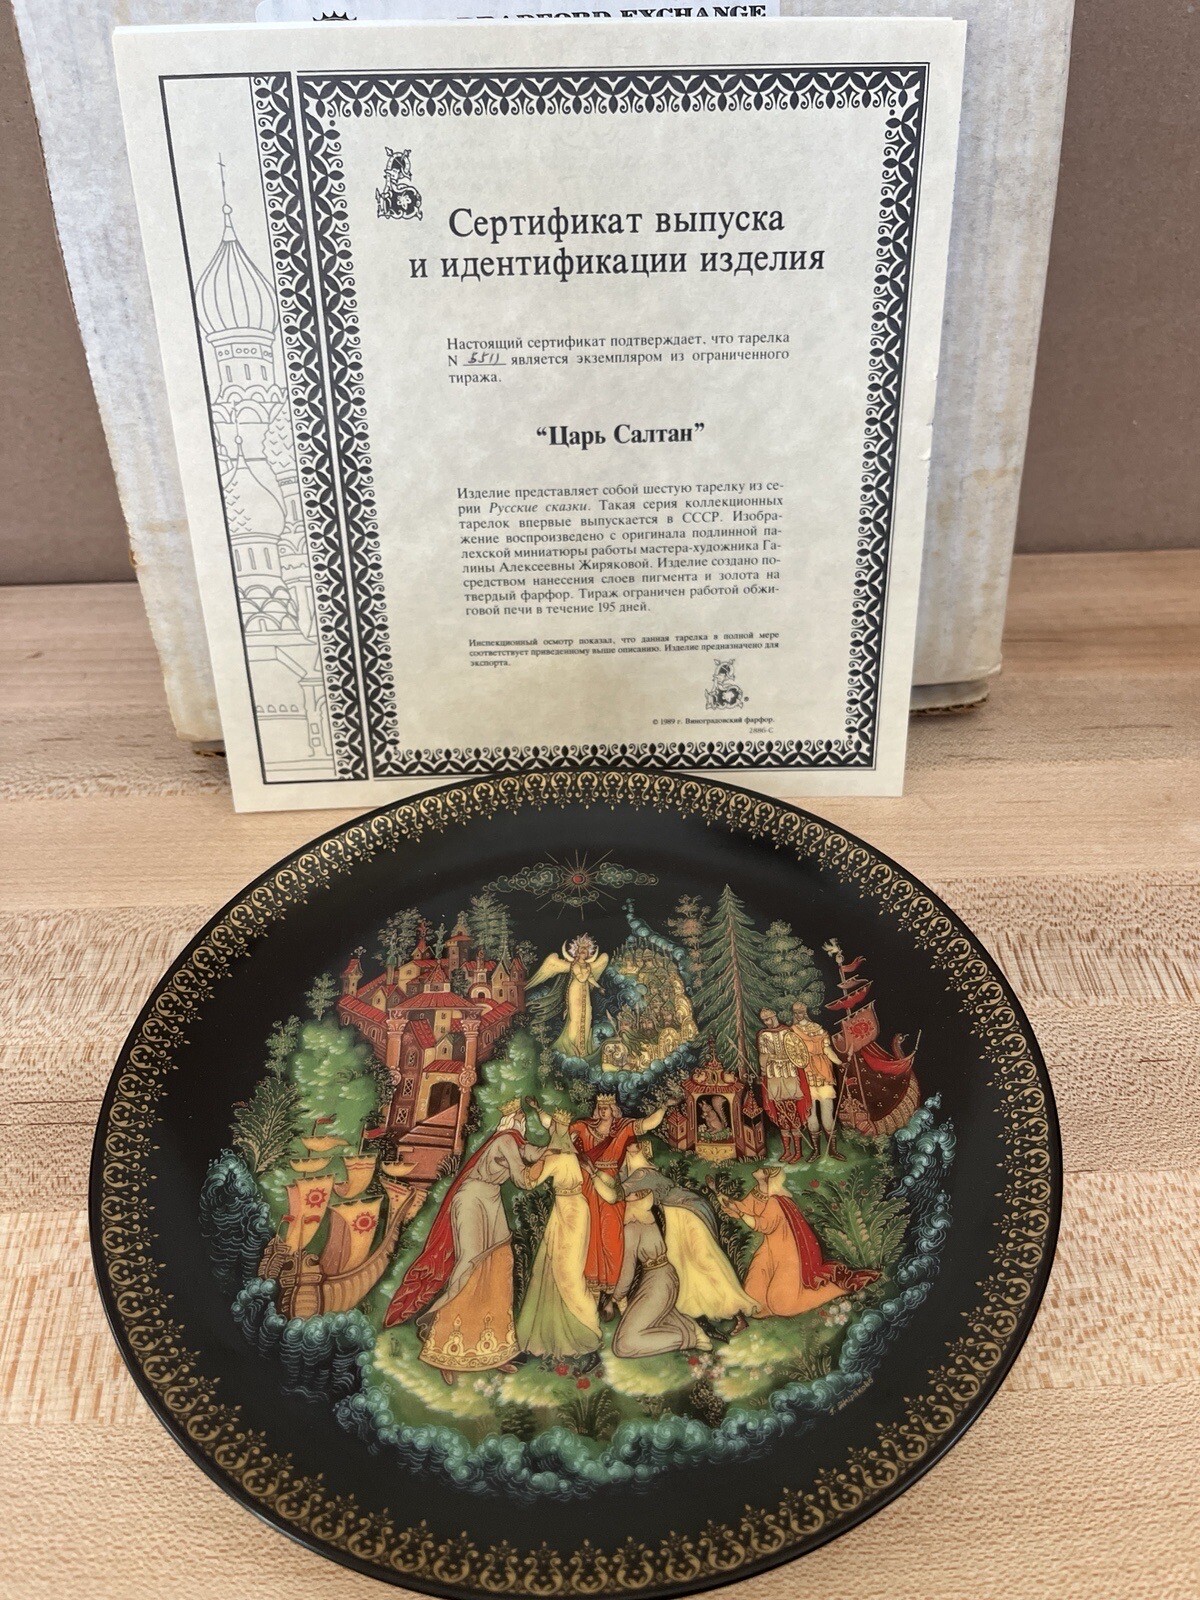 BRADFORD EXCHANGE
Сертификат выпуска
и идентификации изделия
Настоящий сертификат подтверждает, что тарелка
N 5511 является экземпляром из ограниченного
тиража.
“Царь Салтан”
Изделие представляет собой шестую тарелку из се-
рии Русские сказки. Такая серия коллекционных
тарелок впервые выпускается в СССР. Изобра-
жение воспроизведено с оригинала подлинной па-
лехской миниатюры работы мастера-художника Га-
лины Алексеевны Жиряковой. Изделие создано по-
средством нанесения слоев пигмента и золота на
твердый фарфор. Тираж ограничен работой обжи-
говой печи в течение 195 дней.
Инспекционный осмотр показал, что данная тарелка в полной мере
соответствует приведенному выше описанию. Изделие предназначено для
экспорта.
© 1989 г. Виноградовский фарфор.
2886-C